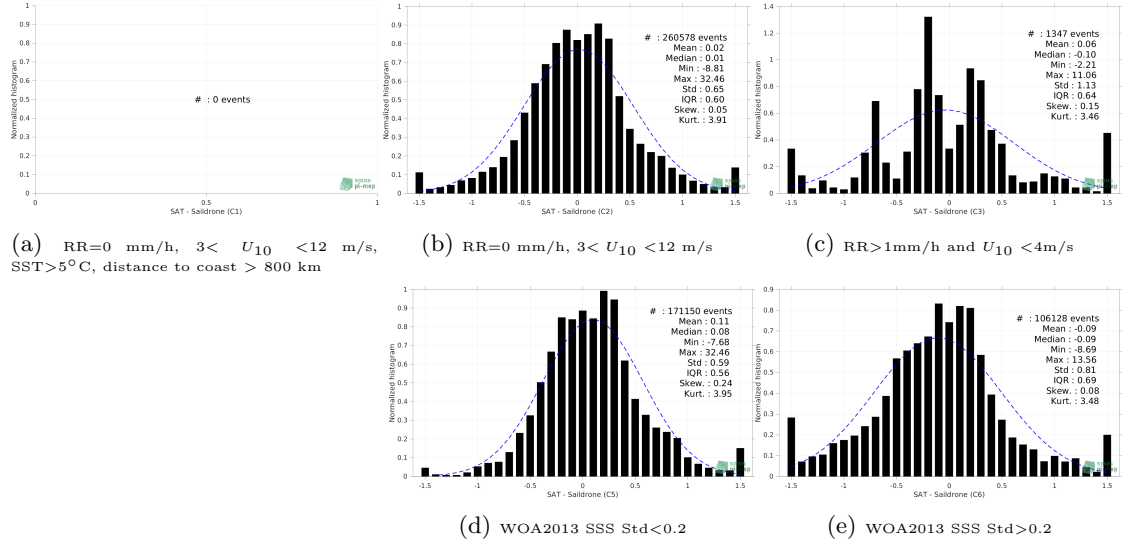 1
0.9
0.8
0.7
0.6
0.5
0.4
0.3
0.2
0.1
0
Normalized histogram
# : 0 events
smos
pi-mep
0 0.5 1
SAT - Saildrone (C1)
(a) RR=0 mm/h, 3< U10 <12 m/s,
SST>5°C, distance to coast > 800 km
1
0.9
0.8
0.7
0.6
0.5
0.4
0.3
0.2
0.1
0
Normalized histogram
# : 260578 events
Mean : 0.02
Median : 0.01
Min : -8.81
Max : 32.46
Std : 0.65
IQR : 0.60
Skew. : 0.05
Kurt. : 3.91
smos
pi-mep
-1.5 -1 -0.5 0 0.5 1 1.5
SAT - Saildrone (C2)
(b) RR=0 mm/h, 3< U10 <12 m/s
1.4
1.2
1
0.8
0.6
0.4
0.2
0
Normalized histogram
# : 1347 events
Mean : 0.06
Median : -0.10
Min : -2.21
Max : 11.06
Std : 1.13
IQR : 0.64
Skew. : 0.15
Kurt. : 3.46
smos
pi-mep
-1.5 -1 -0.5 0 0.5 1 1.5
SAT - Saildrone (C3)
(c) RR>1mm/h and U10 <4m/s
1
0.9
0.8
0.7
0.6
0.5
0.4
0.3
0.2
0.1
0
Normalized histogram
# : 171150 events
Mean : 0.11
Median : 0.08
Min : -7.68
Max : 32.46
Std : 0.59
IQR : 0.56
Skew. : 0.24
Kurt. : 3.95
smos
pi-mep
-1.5 -1 -0.5 0 0.5 1 1.5
SAT - Saildrone (C5)
(d) WOA2013 SSS Std<0.2
0.9
0.8
0.7
0.6
0.5
0.4
0.3
0.2
0.1
0
Normalized histogram
# : 106128 events
Mean : -0.09
Median : -0.09
Min : -8.69
Max : 13.56
Std : 0.81
IQR : 0.69
Skew. : 0.08
Kurt. : 3.48
smos
pi-mep
-1.5 -1 -0.5 0 0.5 1 1.5
SAT - Saildrone (C6)
(e) WOA2013 SSS Std>0.2